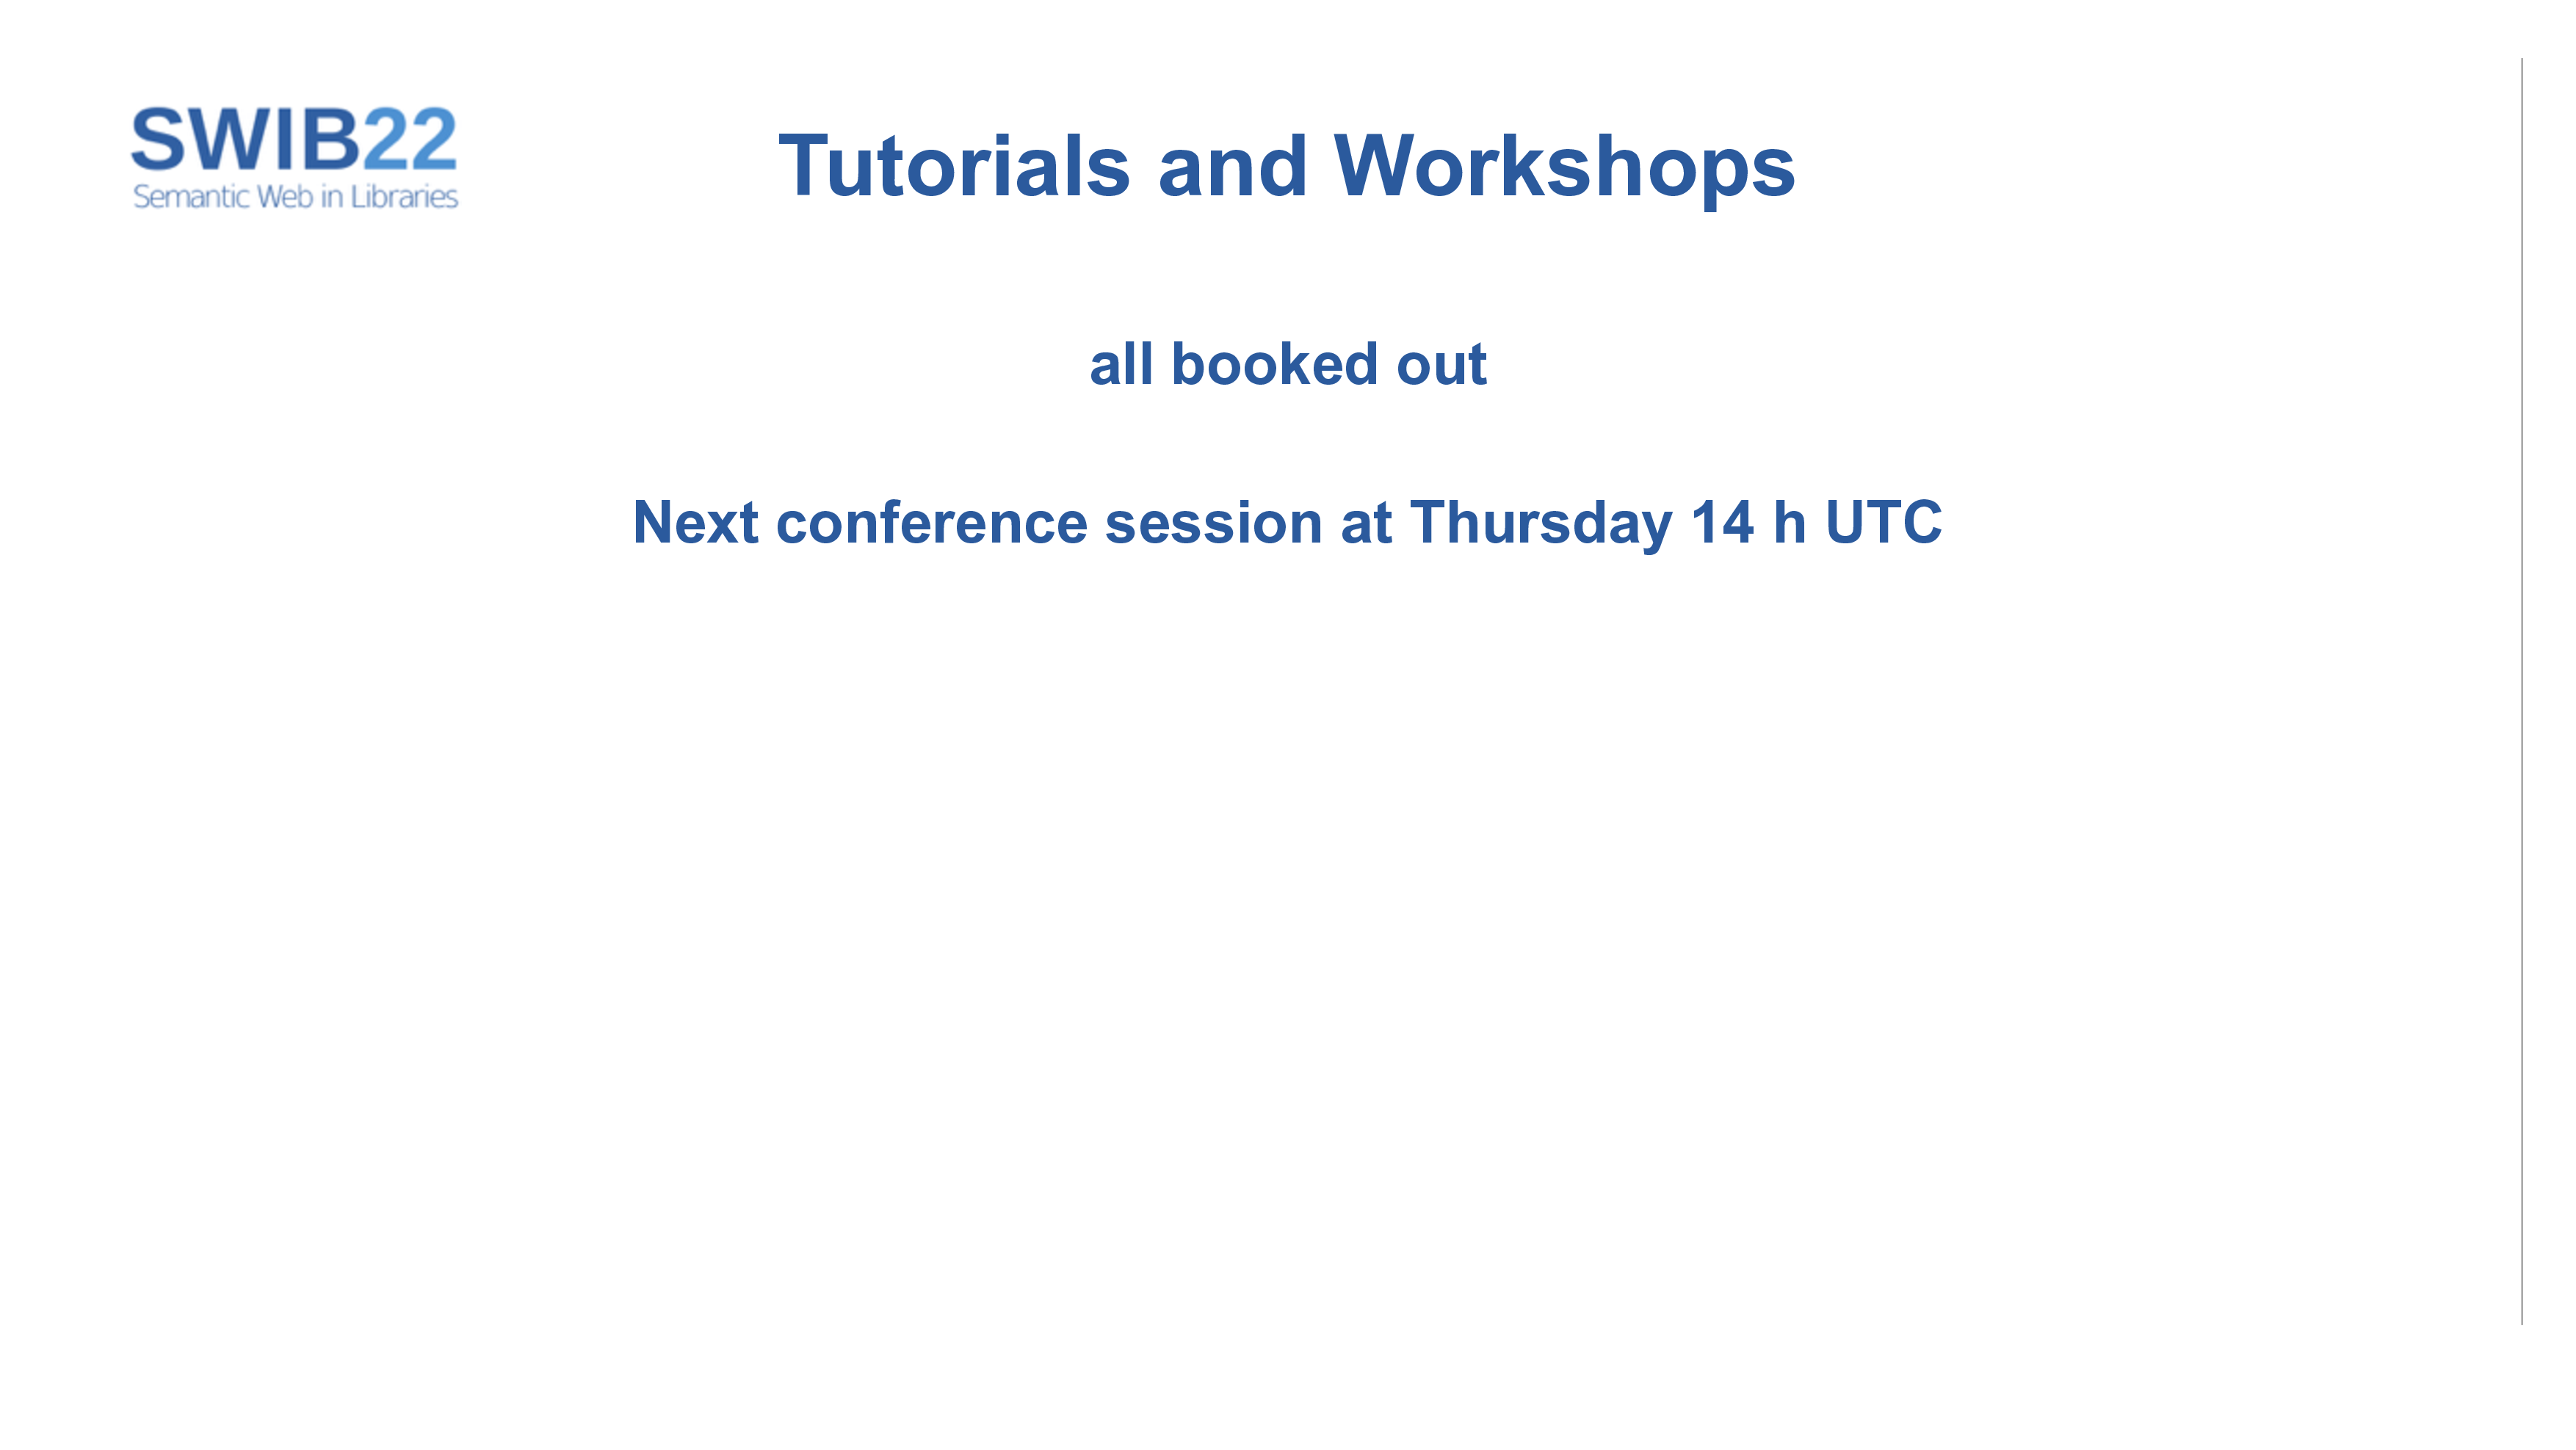 SWIB22
Semantic Web in Libraries
Tutorials and Workshops
all booked out
Next conference session at Thursday 14 h UTC